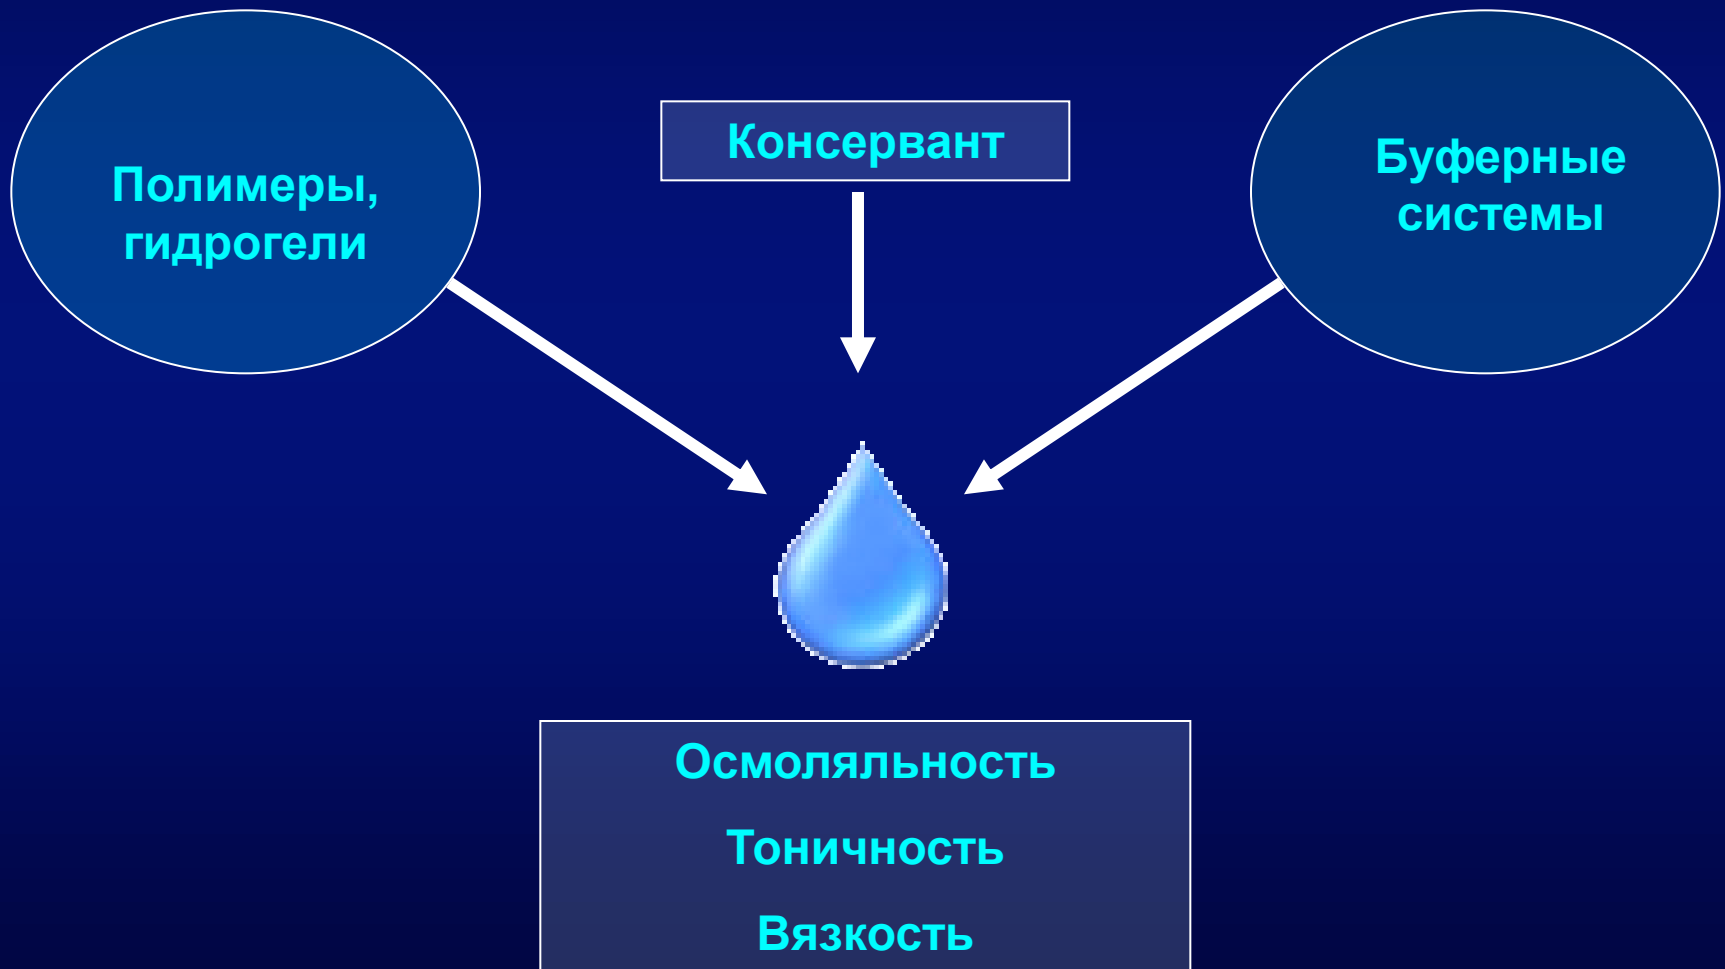 Полимеры,
гидрогели
Консервант
Буферные
системы
Осмоляльность
Тоничность
Вязкость